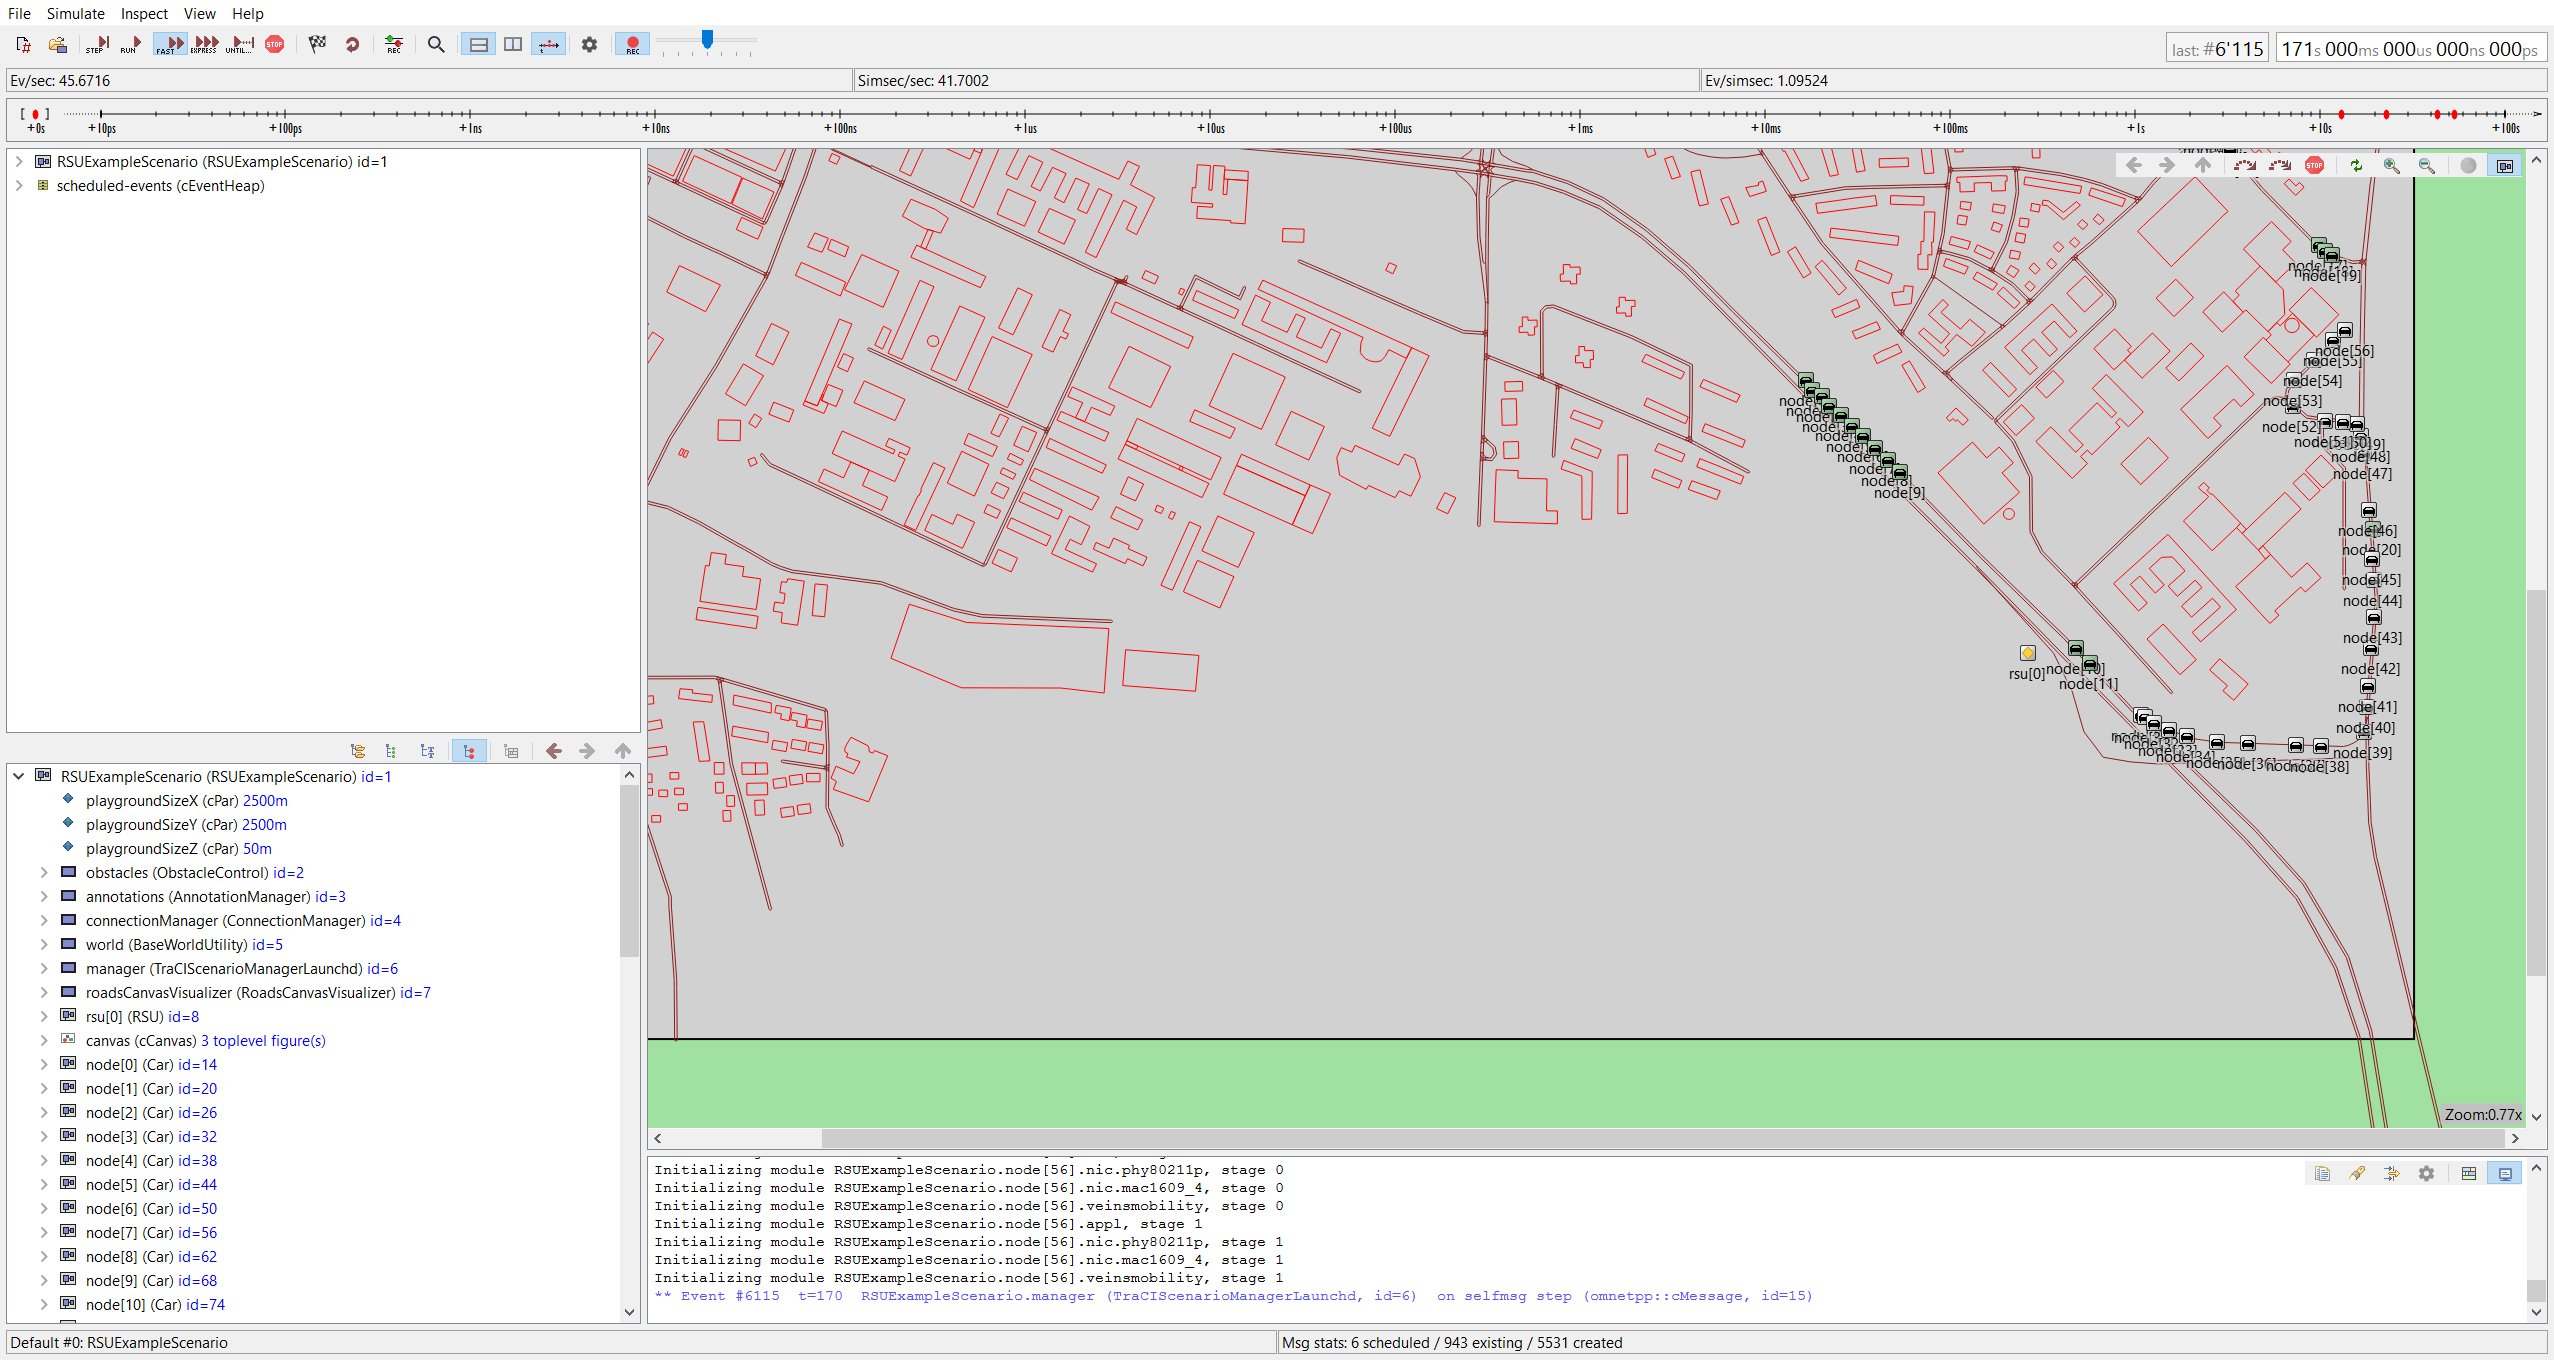 File Simulate Inspect View Help
STEP RUN FAST EXPRESS UNTIL... STOP REC REC
last: #6'115 171s 000ms 000us 000ns 000ps
Ev/sec: 45.6716 Simsec/sec: 41.7002 Ev/simsec: 1.09524
+0s +10ps +100ps +1ns +10ns +100ns +1us +10us +100us +1ms +10ms +100ms +1s +10s +100s
RSUExampleScenario (RSUExampleScenario) id=1
scheduled-events (cEventHeap)
RSUExampleScenario (RSUExampleScenario) id=1
playgroundSizeX (cPar) 2500m
playgroundSizeY (cPar) 2500m
playgroundSizeZ (cPar) 50m
obstacles (ObstacleControl) id=2
annotations (AnnotationManager) id=3
connectionManager (ConnectionManager) id=4
world (BaseWorldUtility) id=5
manager (TraCIScenarioManagerLaunchd) id=6
roadsCanvasVisualizer (RoadsCanvasVisualizer) id=7
rsu[0] (RSU) id=8
canvas (cCanvas) 3 toplevel figure(s)
node[0] (Car) id=14
node[1] (Car) id=20
node[2] (Car) id=26
node[3] (Car) id=32
node[4] (Car) id=38
node[5] (Car) id=44
node[6] (Car) id=50
node[7] (Car) id=56
node[8] (Car) id=62
node[9] (Car) id=68
node[10] (Car) id=74
STOP
node[19]
node[56]
node[55]
node[54]
node[53]
node[52]
node[48]
node[47]
node[9]
node[46]
node[20]
node[45]
node[44]
node[43]
node[42]
rsu[0] node[10]
node[11]
node[41]
node[40]
node[39]
node[38]
Zoom:0.77x
Initializing module RSUExampleScenario.node[56].nic.phy80211p, stage 0
Initializing module RSUExampleScenario.node[56].nic.mac1609_4, stage 0
Initializing module RSUExampleScenario.node[56].veinsmobility, stage 0
Initializing module RSUExampleScenario.node[56].appl, stage 1
Initializing module RSUExampleScenario.node[56].nic.phy80211p, stage 1
Initializing module RSUExampleScenario.node[56].nic.mac1609_4, stage 1
Initializing module RSUExampleScenario.node[56].veinsmobility, stage 1
** Event #6115 t=170 RSUExampleScenario.manager (TraCIScenarioManagerLaunchd, id=6) on selfmsg step (omnetpp::cMessage, id=15)
Default #0: RSUExampleScenario Msg stats: 6 scheduled / 943 existing / 5531 created